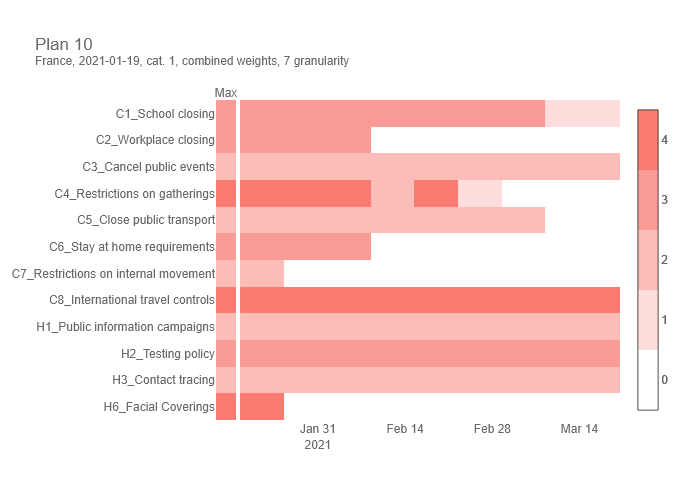 Plan 10
France, 2021-01-19, cat. 1, combined weights, 7 granularity
Max
C1_School closing
C2_Workplace closing
C3_Cancel public events
C4_Restrictions on gatherings
C5_Close public transport
C6_Stay at home requirements
C7_Restrictions on internal movement
C8_International travel controls
H1_Public information campaigns
H2_Testing policy
H3_Contact tracing
H6_Facial Coverings
Jan 31
2021
Feb 14
Feb 28
Mar 14
4
3
2
1
0